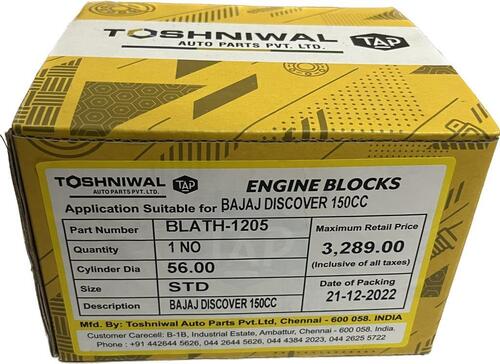 TOSHNIWAL
AUTO PARTS PVT. LTD.
TAP
TOSHNIWAL TAP ENGINE BLOCKS
AUTO PARTS PVT. LTD.
Application Suitable for BAJAJ DISCOVER 150CC
Part Number BLATH-1205 Maximum Retail Price
Quantity 1 NO 3,289.00
(Inclusive of all taxes)
Cylinder Dia 56.00
Size STD Date of Packing
21-12-2022
Description BAJAJ DISCOVER 150CC
Mfd. By: Toshniwal Auto Parts Pvt.Ltd, Chennai - 600 058. INDIA
Customer Carecell: B-1B, Industrial Estate, Ambattur, Chennai - 600 058, India.
Phone : +91 442644 5626, 044 2644 5626, 044 4384 2023, 044 2625 5722